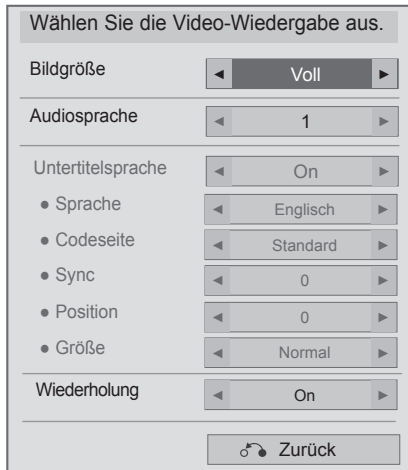 Wählen Sie die Video-Wiedergabe aus.
Bildgröße ◄ Voll ►
Audiosprache ◄ 1 ►
Untertitelsprache ◄ On ►
● Sprache ◄ Englisch ►
● Codeseite ◄ Standard ►
● Sync ◄ 0 ►
● Position ◄ 0 ►
● Größe ◄ Normal ►
Wiederholung ◄ On ►
Zurück